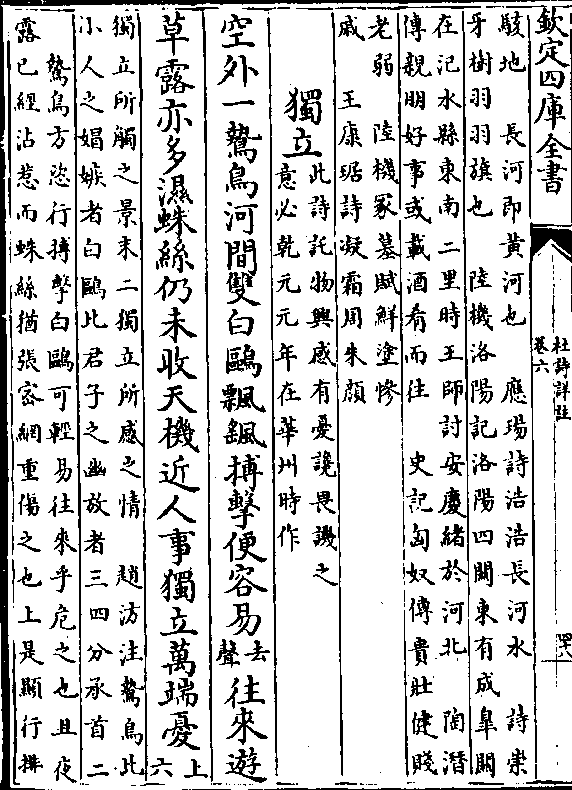 欽定四庫全書
杜詩詳註
卷六
四十八
駭地　長河即黄河也　應瑒詩浩浩長河水　詩崇
牙樹羽羽旗也　陸機洛陽記洛陽四關東有成臯關
在汜水縣東南二里時王師討安慶緒於河北　陶潛
傳親朋好事或載酒肴而往　史記匈奴傳貴壯健賤
老弱　陸機冢墓賦鮮塗慘
戚　王康琚詩凝霜凋朱顔
獨立
此詩託物興感有憂讒畏譏之
意必乾元元年在華州時作
空外一鷙鳥河間雙白鷗飄颻搏擊便容易去聲往來遊
草露亦多濕蛛絲仍未收天機近人事獨立萬端憂上六
獨立所觸之景末二獨立所感之情　趙汸注鷙鳥比
小人之娼嫉者白鷗比君子之幽放者三四分承首二
鷙鳥方恣行搏擊白鷗可輕易往來乎危之也且夜
露已經沾惹而蛛絲猶張密網重傷之也上是顯行搏